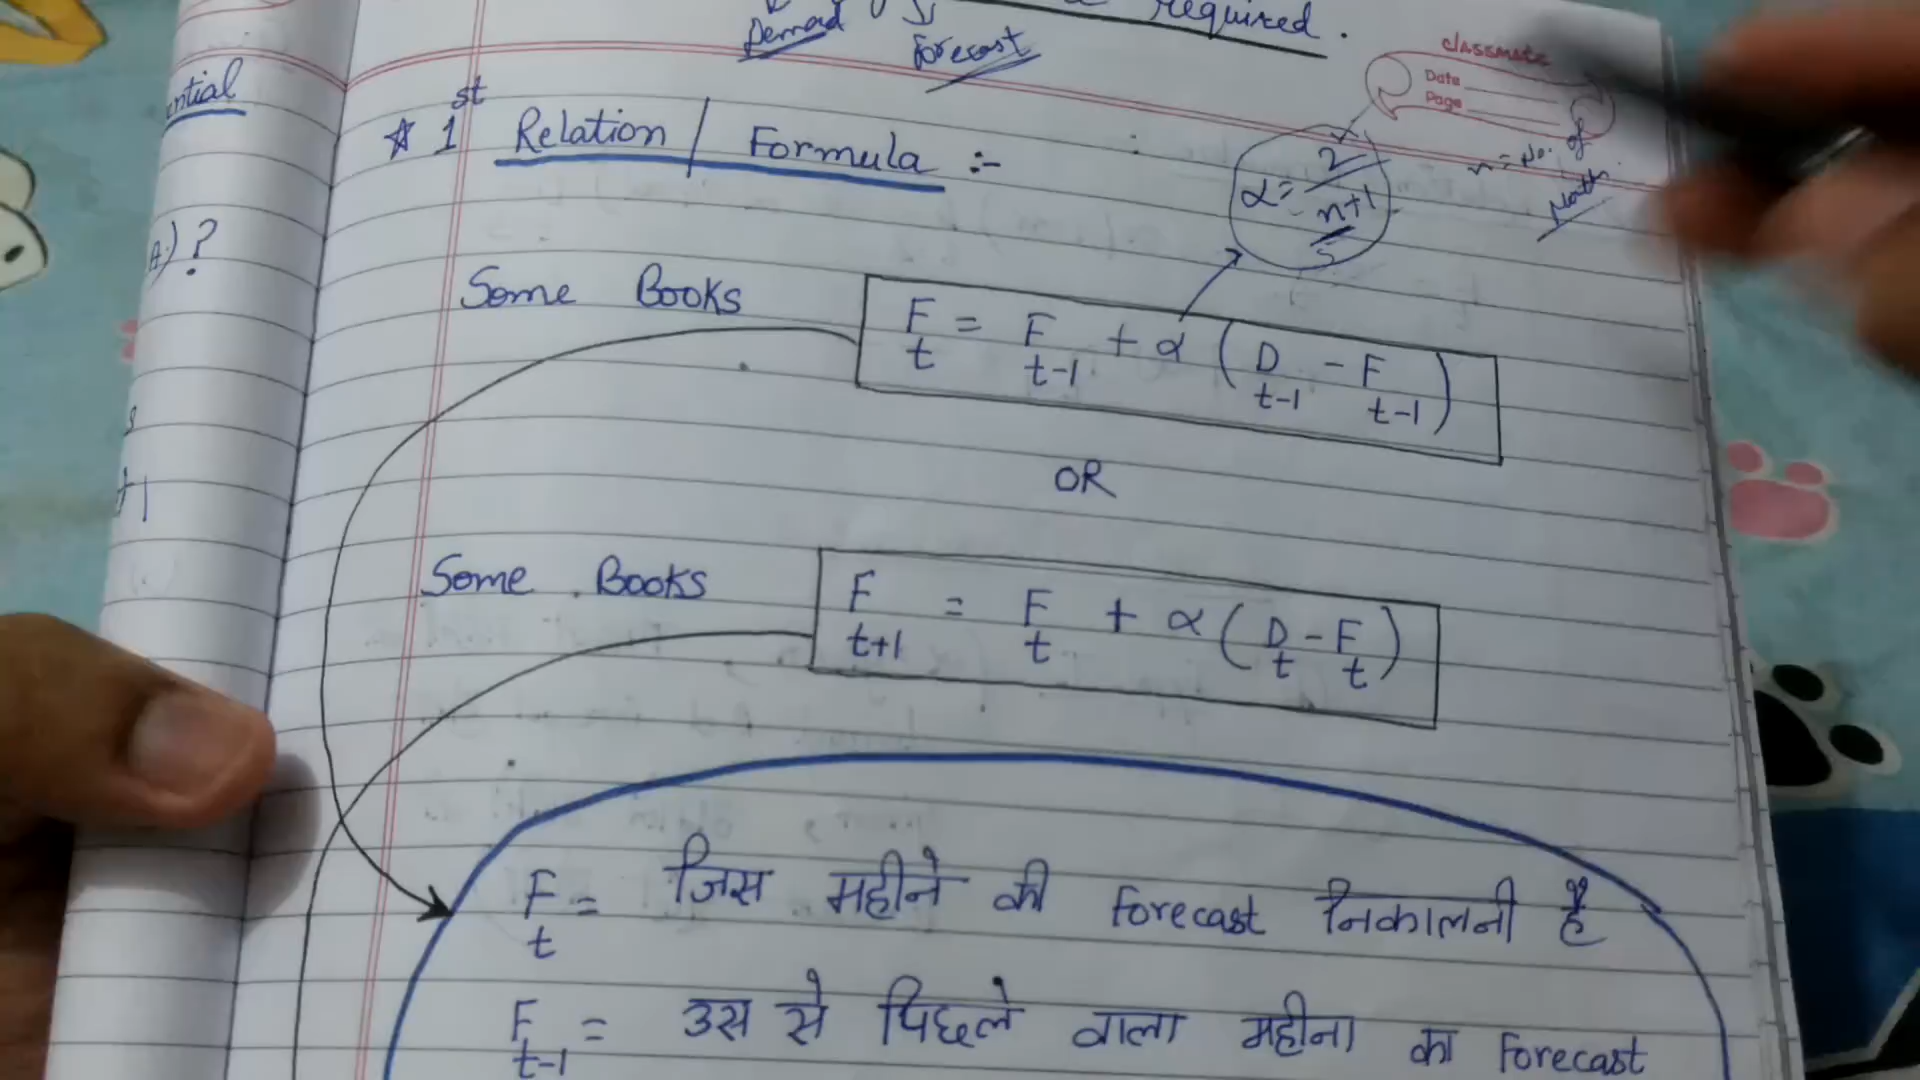 required.
Demad
Forecast
classmate
Date
Page
ential
☆ 1st Relation | Formula :-
α = 2/n+1
5
n = No. of
Month
A) ?
Some Books
F_t = F_t-1 + α (D_t-1 - F_t-1)
OR
Some Books
F_t+1 = F_t + α (D_t - F_t)
F_t = जिस महीने की Forecast निकालनी है
F_t-1 = उस से पिछले वाला महीना का Forecast